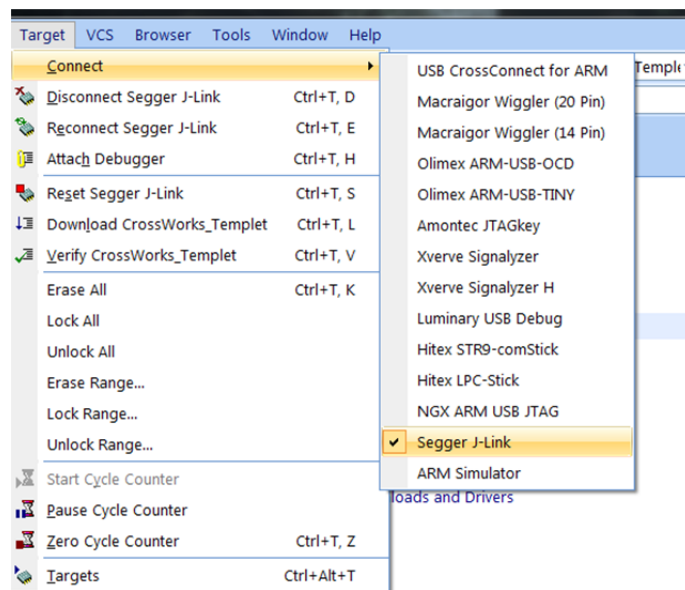 Target VCS Browser Tools Window Help
Connect
Disconnect Segger J-Link Ctrl+T, D
Reconnect Segger J-Link Ctrl+T, E
Attach Debugger Ctrl+T, H
Reset Segger J-Link Ctrl+T, S
Download CrossWorks_Templet Ctrl+T, L
Verify CrossWorks_Templet Ctrl+T, V
Erase All Ctrl+T, K
Lock All
Unlock All
Erase Range...
Lock Range...
Unlock Range...
Start Cycle Counter
Pause Cycle Counter
Zero Cycle Counter Ctrl+T, Z
Targets Ctrl+Alt+T
USB CrossConnect for ARM
Macraigor Wiggler (20 Pin)
Macraigor Wiggler (14 Pin)
Olimex ARM-USB-OCD
Olimex ARM-USB-TINY
Amontec JTAGkey
Xverve Signalyzer
Xverve Signalyzer H
Luminary USB Debug
Hitex STR9-comStick
Hitex LPC-Stick
NGX ARM USB JTAG
Segger J-Link
ARM Simulator
Temple
loads and Drivers